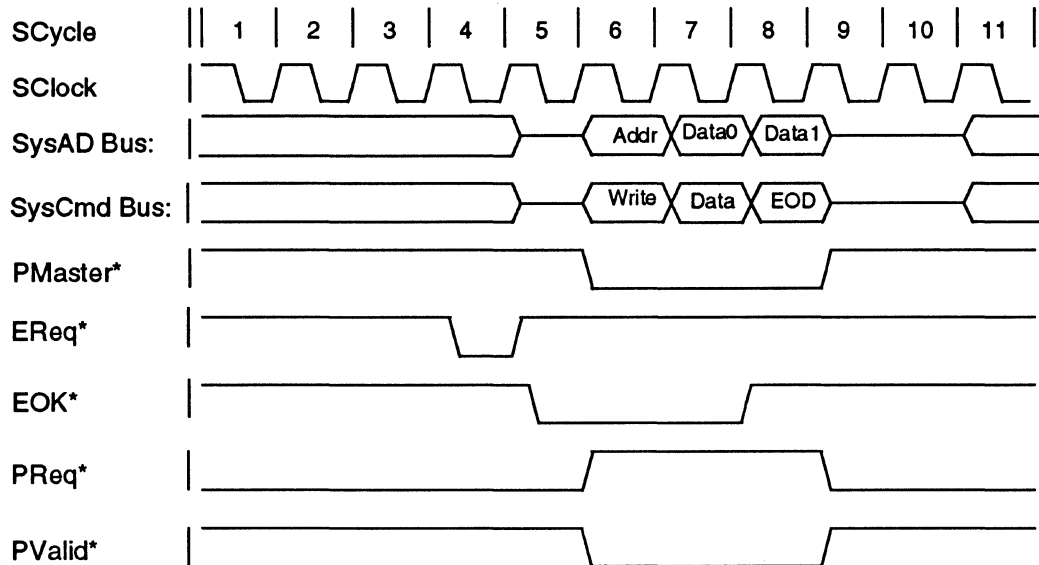 SCycle 1 2 3 4 5 6 7 8 9 10 11
SClock
SysAD Bus: Addr Data0 Data1
SysCmd Bus: Write Data EOD
PMaster*
EReq*
EOK*
PReq*
PValid*